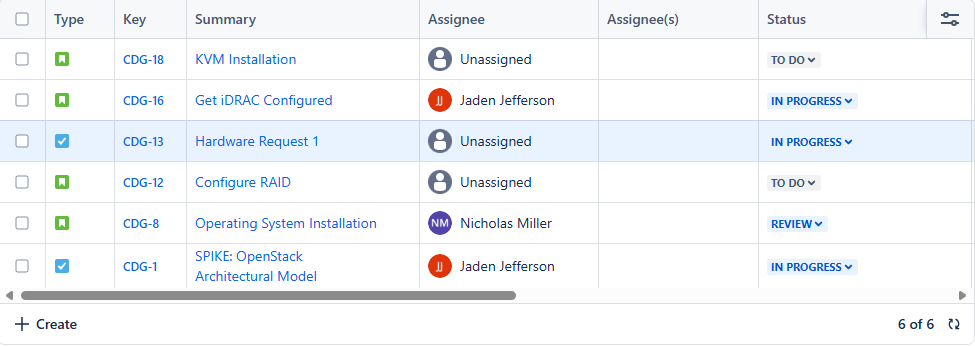 Type Key Summary Assignee Assignee(s) Status
CDG-18 KVM Installation Unassigned TO DO
CDG-16 Get iDRAC Configured JJ Jaden Jefferson IN PROGRESS
CDG-13 Hardware Request 1 Unassigned IN PROGRESS
CDG-12 Configure RAID Unassigned TO DO
CDG-8 Operating System Installation NM Nicholas Miller REVIEW
CDG-1 SPIKE: OpenStack JJ Jaden Jefferson IN PROGRESS
Architectural Model
Create 6 of 6